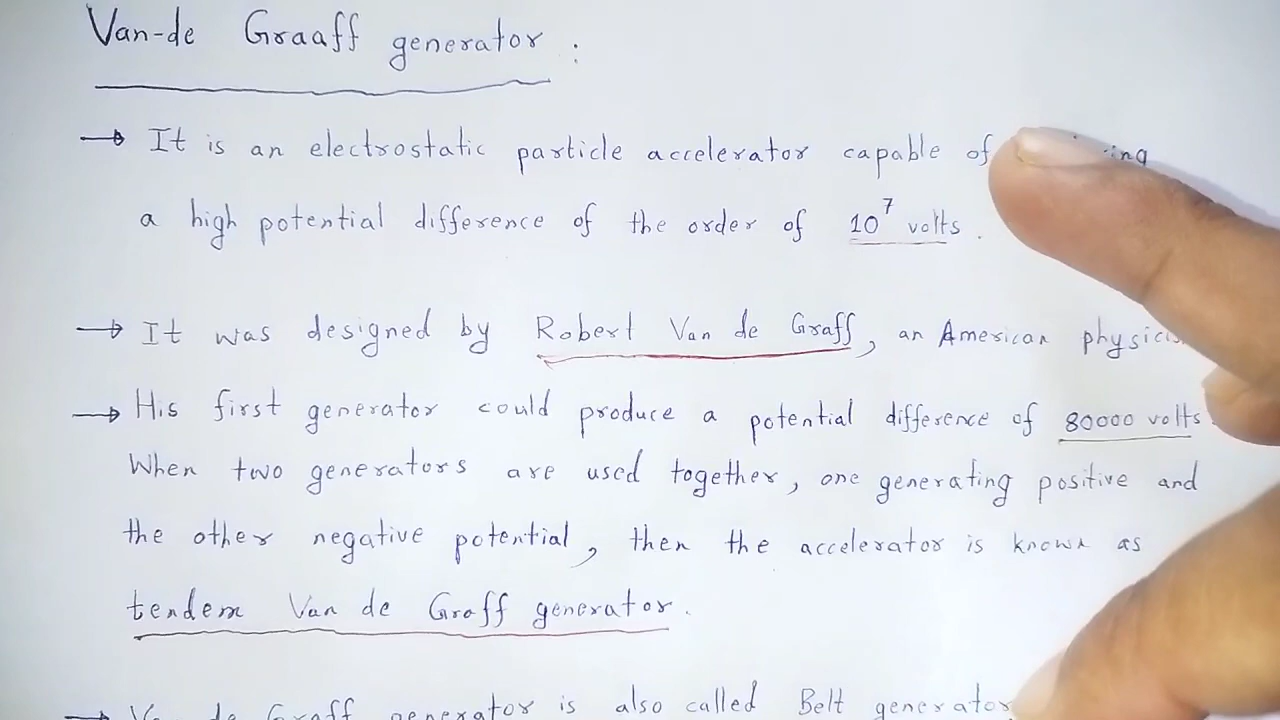 Van-de Graaff generator :
→ It is an electrostatic particle accelerator capable of
a high potential difference of the order of 10⁷ volts.
→ It was designed by Robert Van de Graff, an American
→ His first generator could produce a potential difference of 80000 volts.
When two generators are used together, one generating positive and
the other negative potential, then the accelerator is known as
tendem Van de Graff generator.
→ Van de Graff generator is also called Belt generator